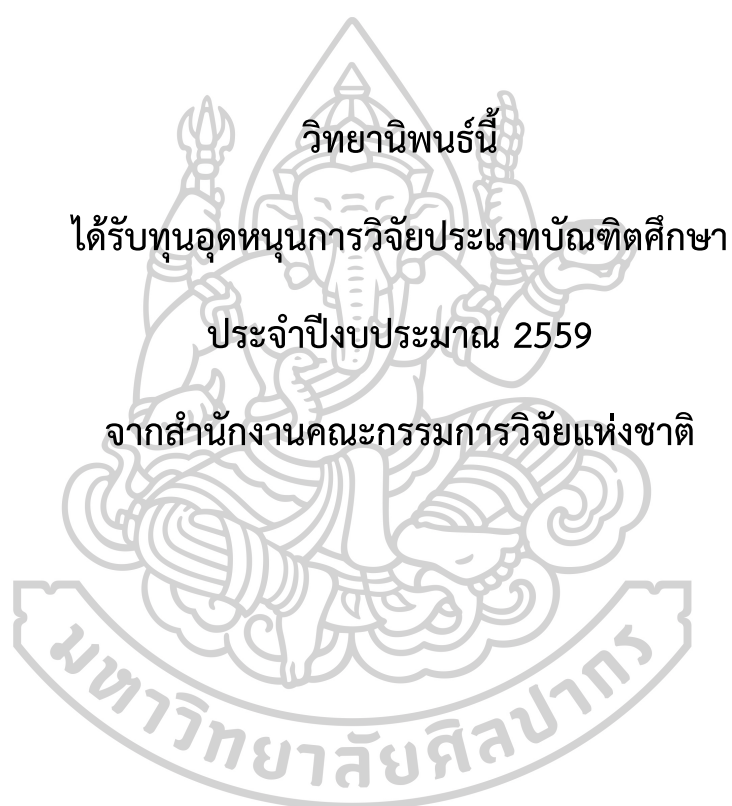 วิทยานิพนธ์นี้
ได้รับทุนอุดหนุนการวิจัยประเภทบัณฑิตศึกษา
ประจำปีงบประมาณ 2559
จากสำนักงานคณะกรรมการวิจัยแห่งชาติ
มหาวิทยาลัยศิลปากร